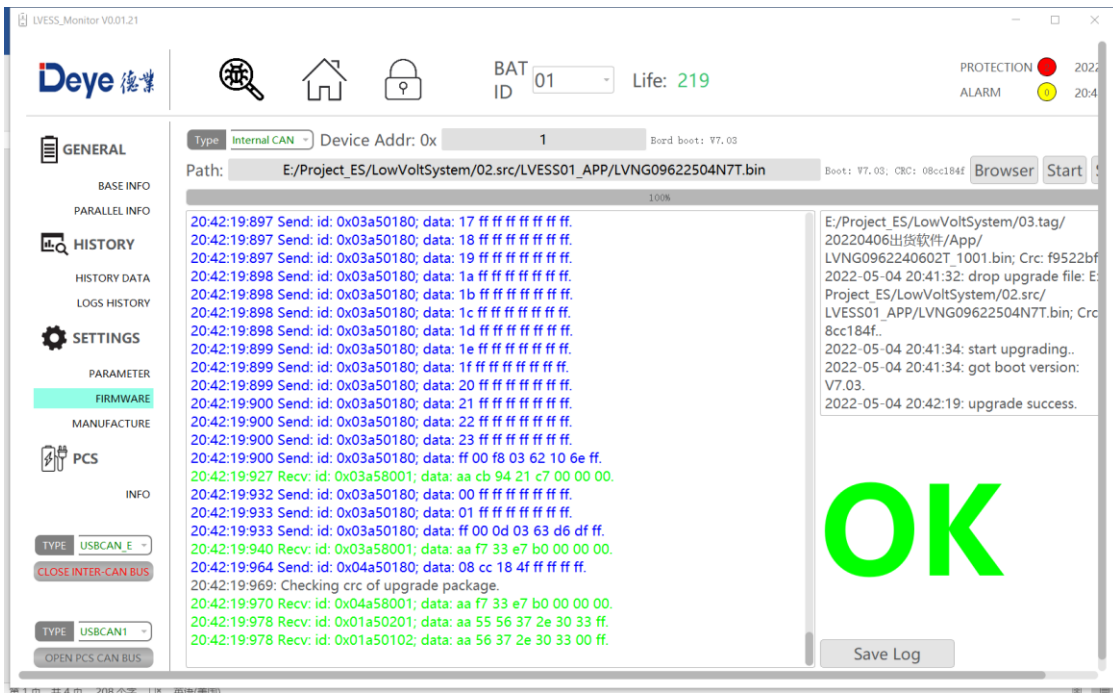 LVESS_Monitor V0.01.21
Deye 德業
BAT ID 01
Life: 219
PROTECTION
2022
ALARM
0
20:4
GENERAL
BASE INFO
PARALLEL INFO
HISTORY
HISTORY DATA
LOGS HISTORY
SETTINGS
PARAMETER
FIRMWARE
MANUFACTURE
PCS
INFO
TYPE USBCAN_E
CLOSE INTER-CAN BUS
TYPE USBCAN1
OPEN PCS CAN BUS
Type Internal CAN Device Addr: 0x 1 Bord boot: V7.03
Path: E:/Project_ES/LowVoltSystem/02.src/LVESS01_APP/LVNG09622504N7T.bin Boot: V7.03; CRC: 08cc184f Browser Start
100%
20:42:19:897 Send: id: 0x03a50180; data: 17 ff ff ff ff ff ff ff.
20:42:19:897 Send: id: 0x03a50180; data: 18 ff ff ff ff ff ff ff.
20:42:19:897 Send: id: 0x03a50180; data: 19 ff ff ff ff ff ff ff.
20:42:19:898 Send: id: 0x03a50180; data: 1a ff ff ff ff ff ff ff.
20:42:19:898 Send: id: 0x03a50180; data: 1b ff ff ff ff ff ff ff.
20:42:19:898 Send: id: 0x03a50180; data: 1c ff ff ff ff ff ff ff.
20:42:19:898 Send: id: 0x03a50180; data: 1d ff ff ff ff ff ff ff.
20:42:19:899 Send: id: 0x03a50180; data: 1e ff ff ff ff ff ff ff.
20:42:19:899 Send: id: 0x03a50180; data: 1f ff ff ff ff ff ff ff.
20:42:19:899 Send: id: 0x03a50180; data: 20 ff ff ff ff ff ff ff.
20:42:19:900 Send: id: 0x03a50180; data: 21 ff ff ff ff ff ff ff.
20:42:19:900 Send: id: 0x03a50180; data: 22 ff ff ff ff ff ff ff.
20:42:19:900 Send: id: 0x03a50180; data: 23 ff ff ff ff ff ff ff.
20:42:19:900 Send: id: 0x03a50180; data: ff 00 f8 03 62 10 6e ff.
20:42:19:927 Recv: id: 0x03a58001; data: aa cb 94 21 c7 00 00 00.
20:42:19:932 Send: id: 0x03a50180; data: 00 ff ff ff ff ff ff ff.
20:42:19:933 Send: id: 0x03a50180; data: 01 ff ff ff ff ff ff ff.
20:42:19:933 Send: id: 0x03a50180; data: ff 00 0d 03 63 d6 df ff.
20:42:19:940 Recv: id: 0x03a58001; data: aa f7 33 e7 b0 00 00 00.
20:42:19:964 Send: id: 0x04a50180; data: 08 cc 18 4f ff ff ff ff.
20:42:19:969: Checking crc of upgrade package.
20:42:19:970 Recv: id: 0x04a58001; data: aa f7 33 e7 b0 00 00 00.
20:42:19:978 Recv: id: 0x01a50201; data: aa 55 56 37 2e 30 33 ff.
20:42:19:978 Recv: id: 0x01a50102; data: aa 56 37 2e 30 33 00 ff.
E:/Project_ES/LowVoltSystem/03.tag/
20220406出货软件/App/
LVNG0962240602T_1001.bin; Crc: f9522bf
2022-05-04 20:41:32: drop upgrade file: E:
Project_ES/LowVoltSystem/02.src/
LVESS01_APP/LVNG09622504N7T.bin; Crc
8cc184f..
2022-05-04 20:41:34: start upgrading..
2022-05-04 20:41:34: got boot version:
V7.03.
2022-05-04 20:42:19: upgrade success.
OK
Save Log